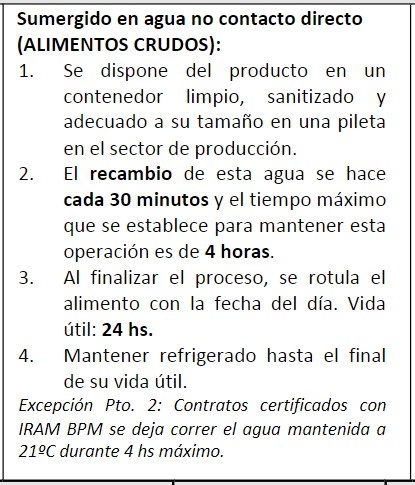 Sumergido en agua no contacto directo
(ALIMENTOS CRUDOS):
1. Se dispone del producto en un
contenedor limpio, sanitizado y
adecuado a su tamaño en una pileta
en el sector de producción.
2. El recambio de esta agua se hace
cada 30 minutos y el tiempo máximo
que se establece para mantener esta
operación es de 4 horas.
3. Al finalizar el proceso, se rotula el
alimento con la fecha del día. Vida
útil: 24 hs.
4. Mantener refrigerado hasta el final
de su vida útil.
Excepción Pto. 2: Contratos certificados con
IRAM BPM se deja correr el agua mantenida a
21ºC durante 4 hs máximo.